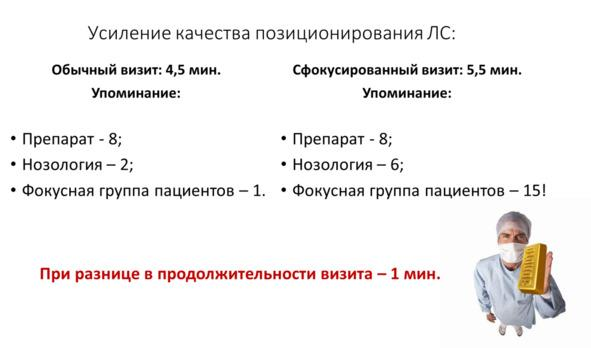 Усиление качества позиционирования ЛС:
Обычный визит: 4,5 мин.
Упоминание:
• Препарат - 8;
• Нозология – 2;
• Фокусная группа пациентов – 1.
Сфокусированный визит: 5,5 мин.
Упоминание:
• Препарат - 8;
• Нозология – 6;
• Фокусная группа пациентов – 15!
При разнице в продолжительности визита – 1 мин.